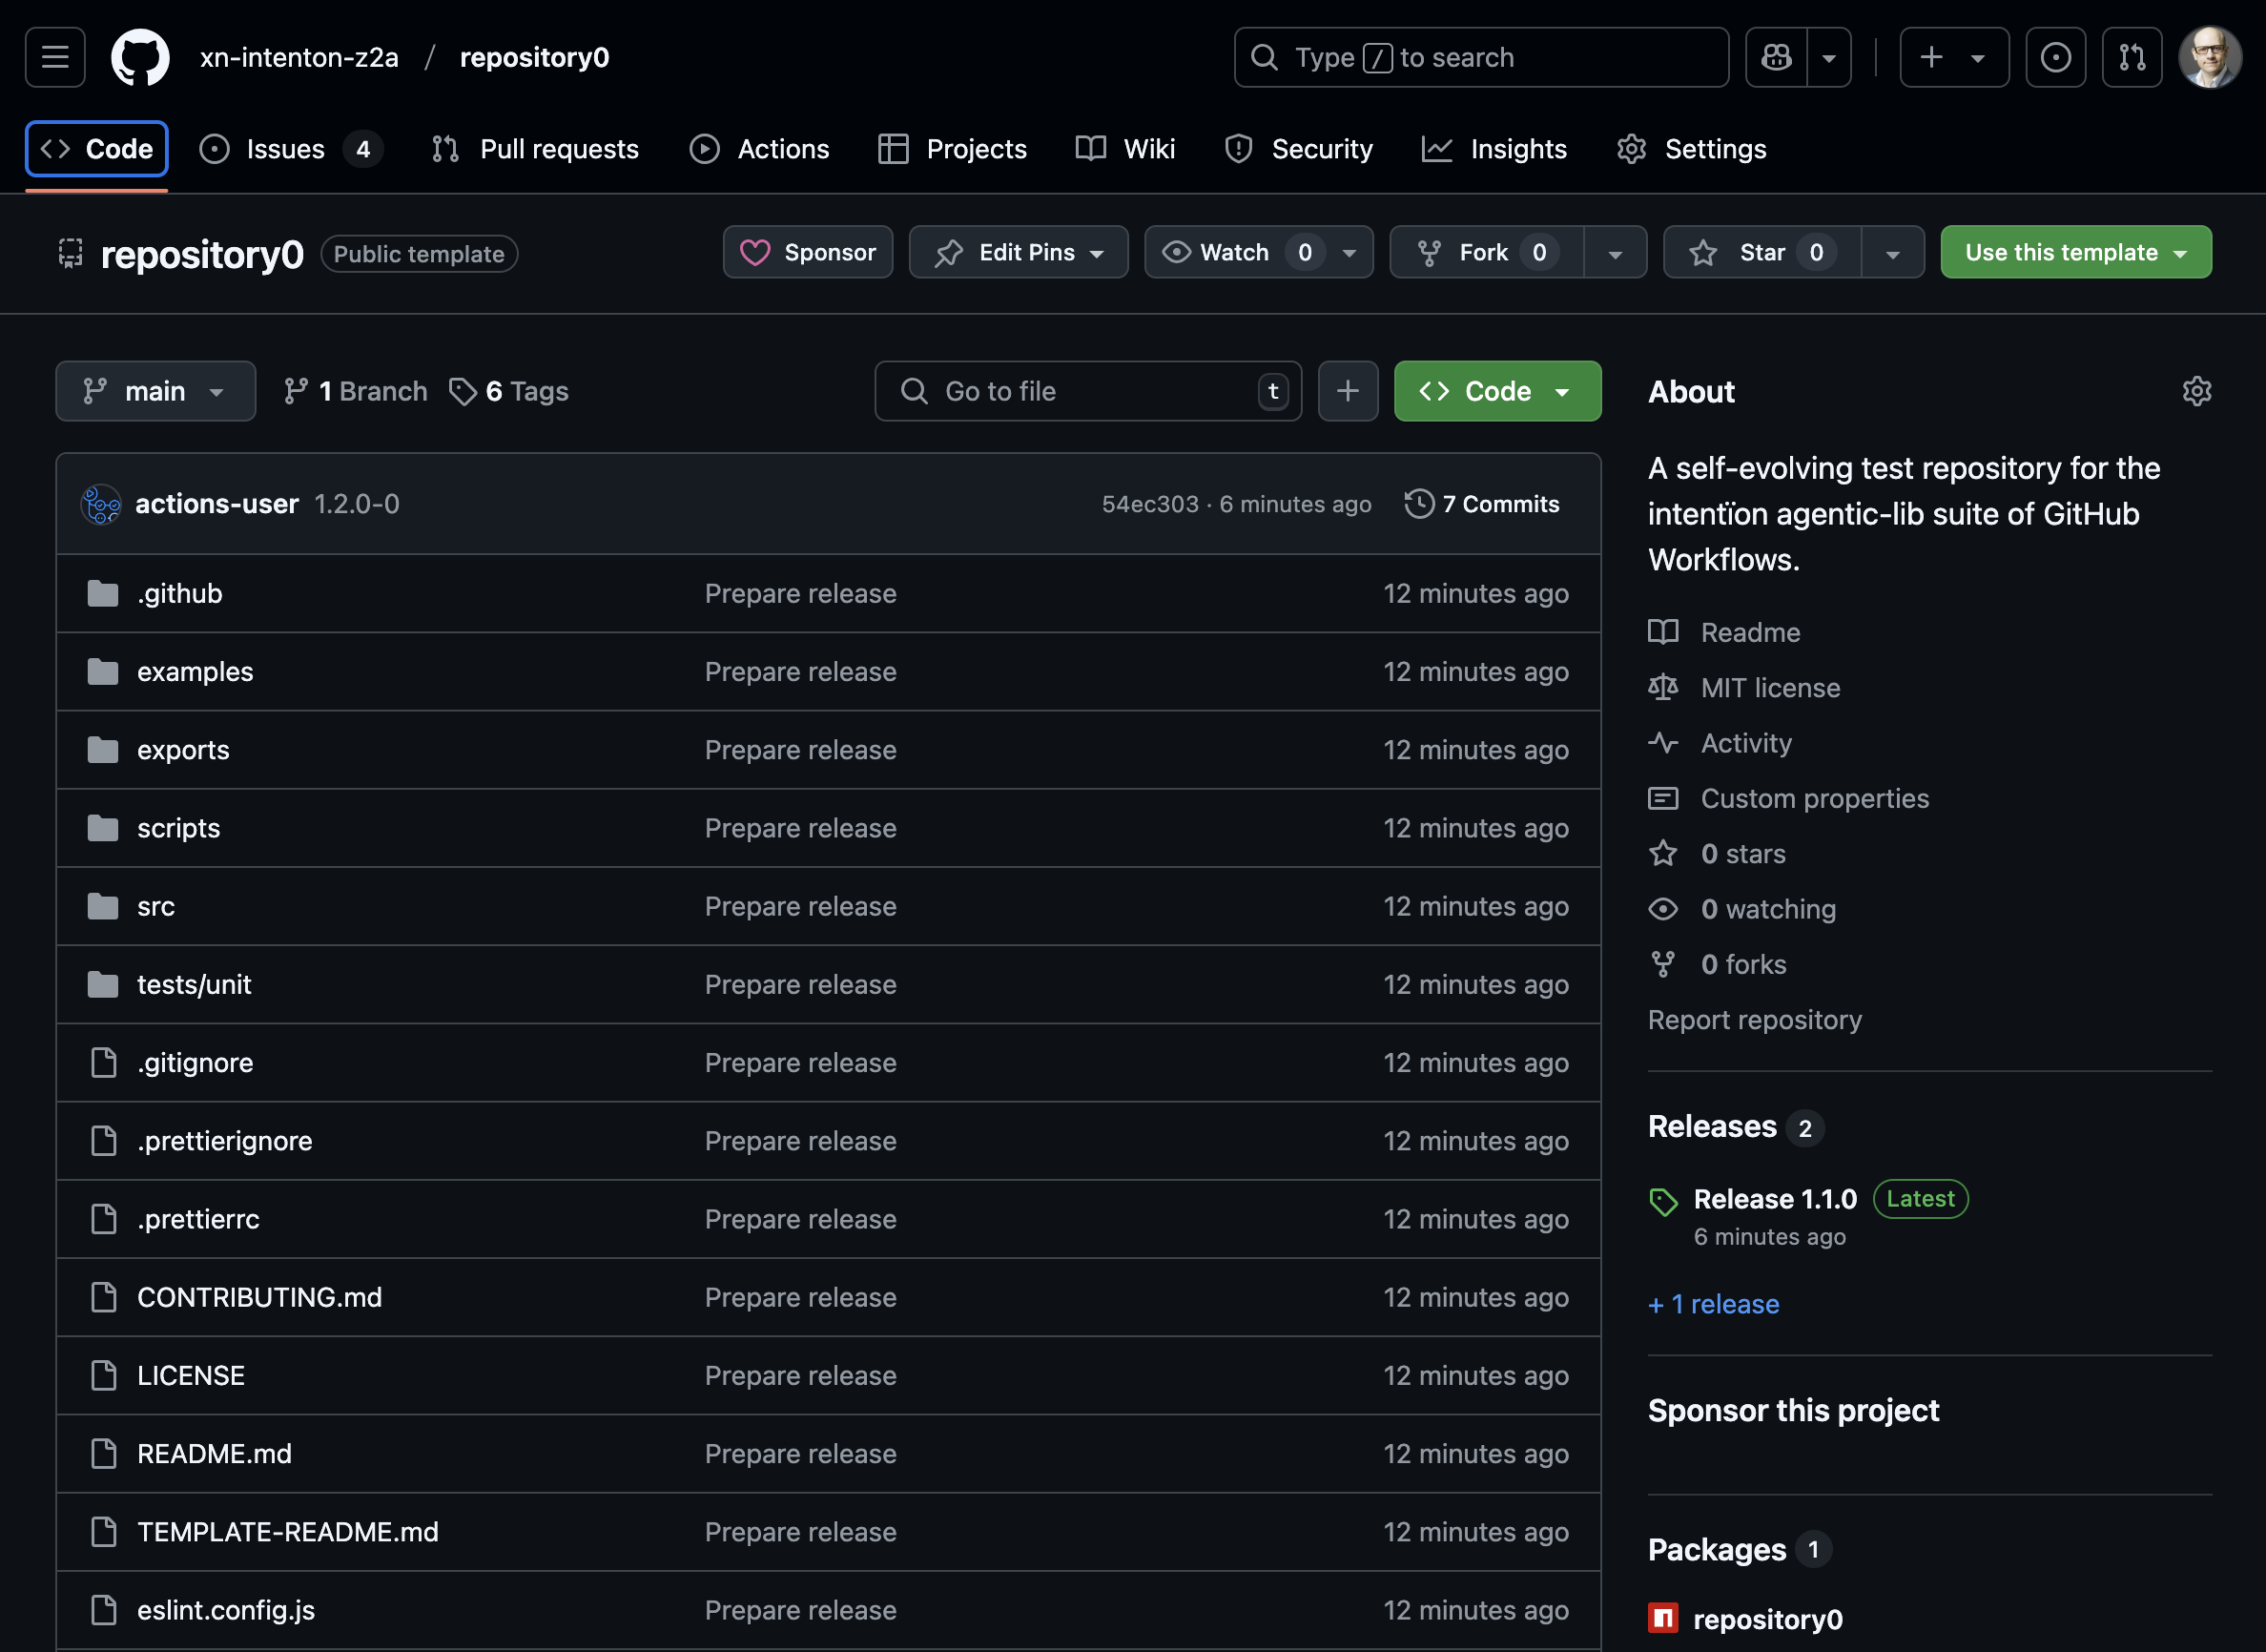 xn-intenton-z2a / repository0
Type / to search
Code
Issues 4
Pull requests
Actions
Projects
Wiki
Security
Insights
Settings
repository0 Public template
Sponsor
Edit Pins
Watch 0
Fork 0
Star 0
Use this template
main
1 Branch
6 Tags
Go to file t
Code
actions-user 1.2.0-0 54ec303 · 6 minutes ago 7 Commits
.github Prepare release 12 minutes ago
examples Prepare release 12 minutes ago
exports Prepare release 12 minutes ago
scripts Prepare release 12 minutes ago
src Prepare release 12 minutes ago
tests/unit Prepare release 12 minutes ago
.gitignore Prepare release 12 minutes ago
.prettierignore Prepare release 12 minutes ago
.prettierrc Prepare release 12 minutes ago
CONTRIBUTING.md Prepare release 12 minutes ago
LICENSE Prepare release 12 minutes ago
README.md Prepare release 12 minutes ago
TEMPLATE-README.md Prepare release 12 minutes ago
eslint.config.js Prepare release 12 minutes ago
About
A self-evolving test repository for the
intentïon agentic-lib suite of GitHub
Workflows.
Readme
MIT license
Activity
Custom properties
0 stars
0 watching
0 forks
Report repository
Releases 2
Release 1.1.0 Latest
6 minutes ago
+ 1 release
Sponsor this project
Packages 1
repository0